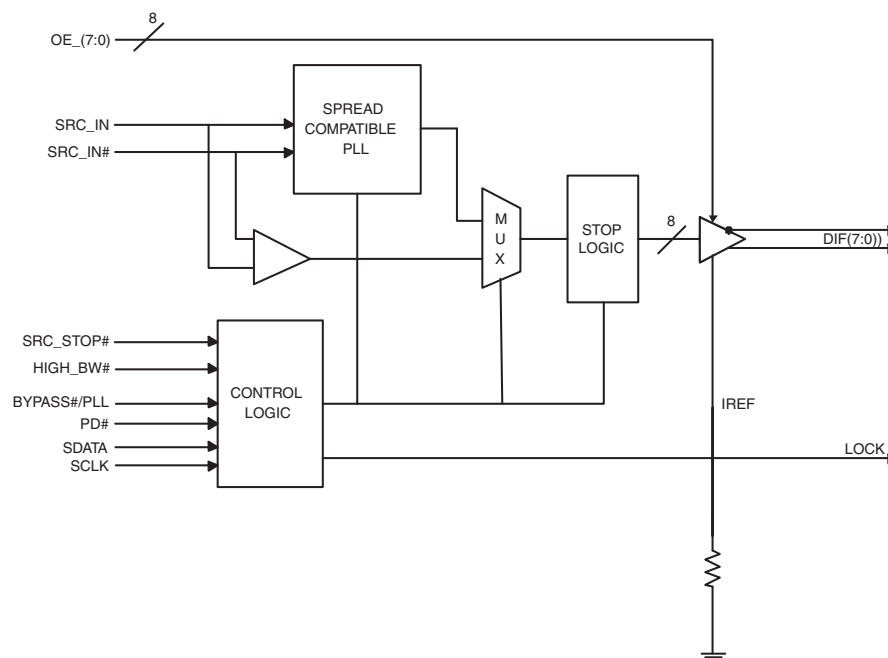 8
OE_(7:0)
SPREAD
COMPATIBLE
PLL
SRC_IN
SRC_IN#
M
U
X
STOP
LOGIC
8
DIF(7:0))
SRC_STOP#
HIGH_BW#
BYPASS#/PLL
PD#
SDATA
SCLK
CONTROL
LOGIC
IREF
LOCK